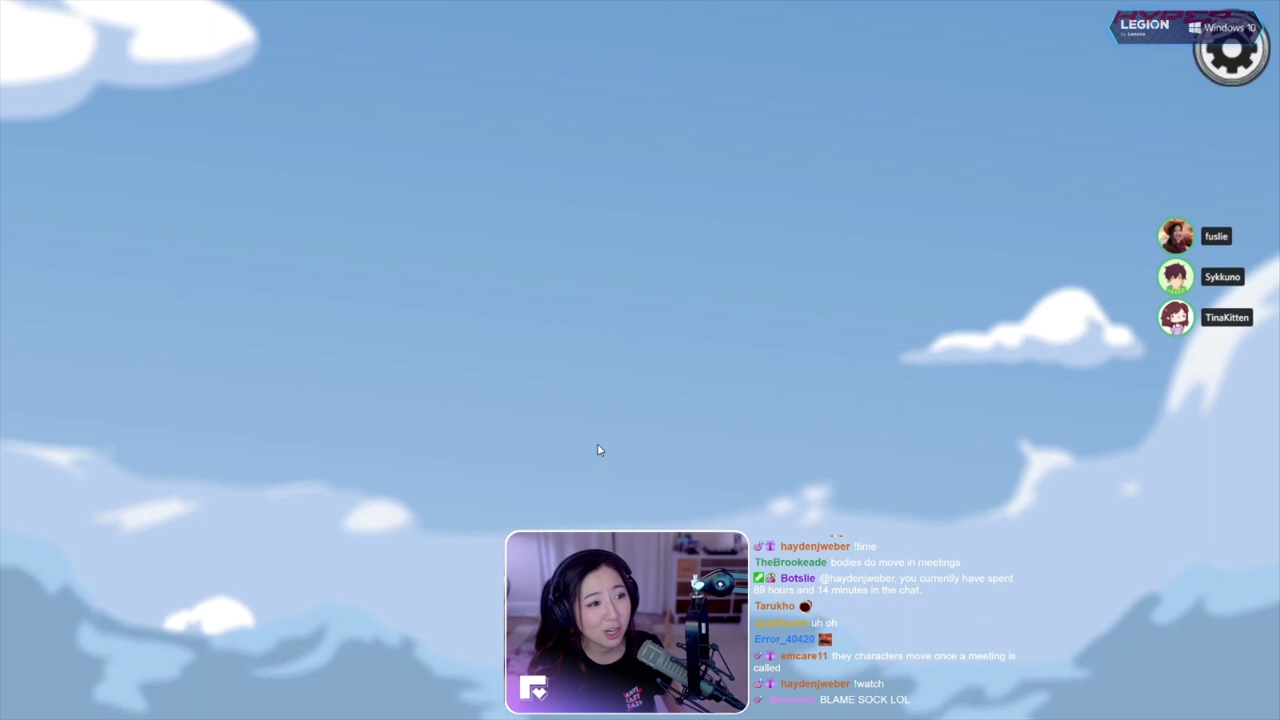 LEGION
by Lenovo
Windows 10
fuslie
Sykkuno
TinaKitten
haydenjweber !time
TheBrookeade bodies do move in meetings
Botslie @haydenjweber, you currently have spent
89 hours and 14 minutes in the chat.
Tarukho
uh oh
Error_40420
emcare11 they characters move once a meeting is
called
haydenjweber !watch
BLAME SOCK LOL